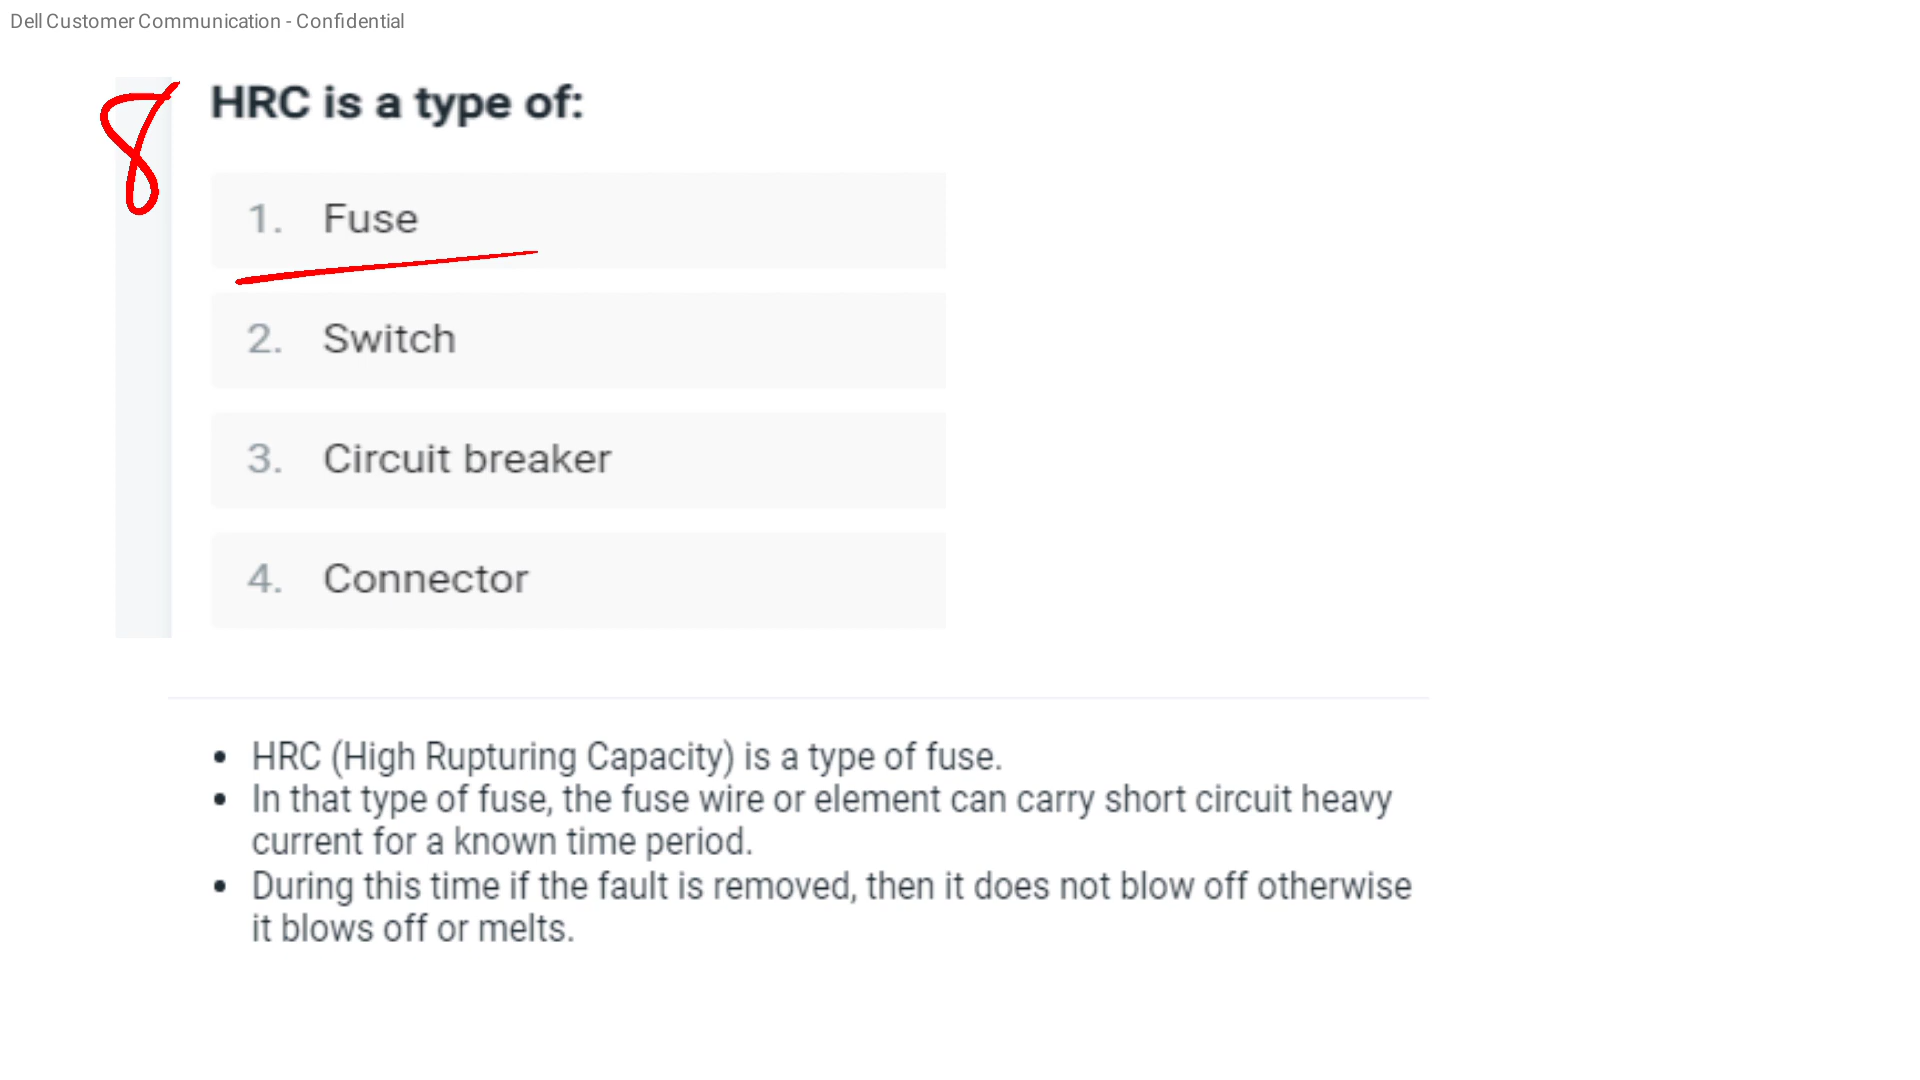 Dell Customer Communication - Confidential
8
HRC is a type of:
1. Fuse
2. Switch
3. Circuit breaker
4. Connector
• HRC (High Rupturing Capacity) is a type of fuse.
• In that type of fuse, the fuse wire or element can carry short circuit heavy
current for a known time period.
• During this time if the fault is removed, then it does not blow off otherwise
it blows off or melts.